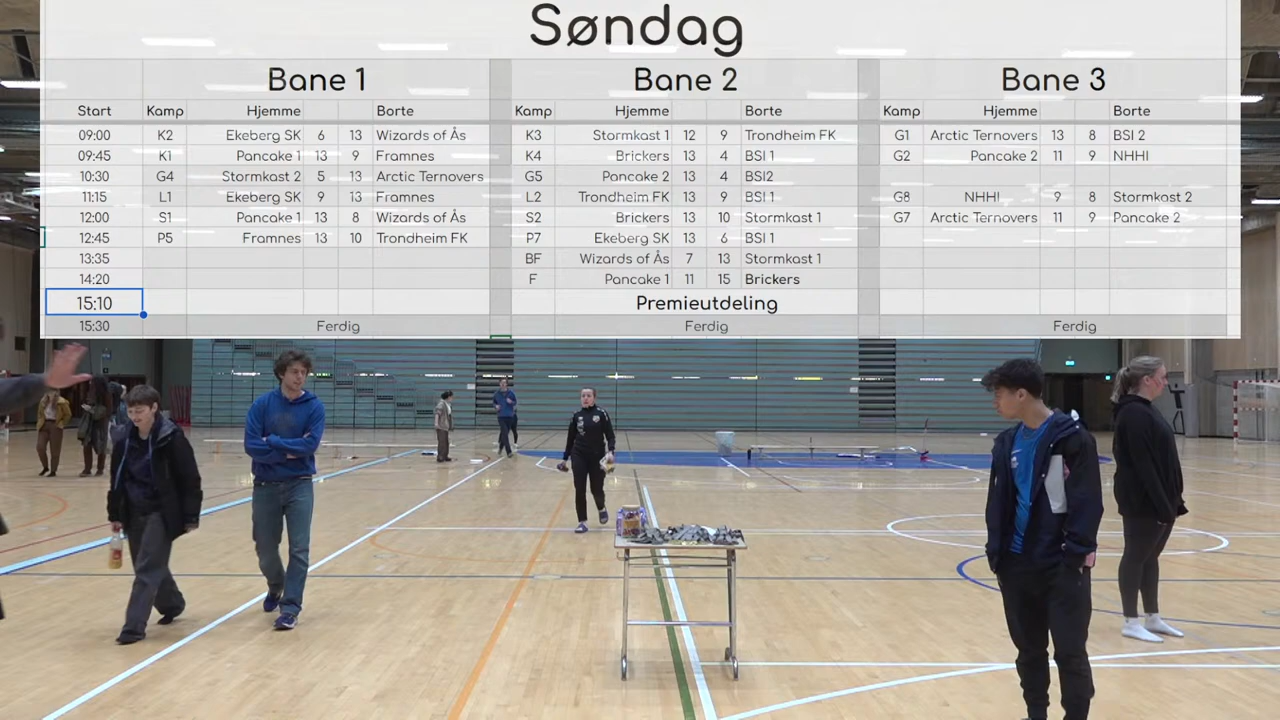 Søndag
Bane 1 Bane 2 Bane 3
Start Kamp Hjemme Borte Kamp Hjemme Borte Kamp Hjemme Borte
09:00 K2 Ekeberg SK 6 13 Wizards of Ås K3 Stormkast 1 12 9 Trondheim FK G1 Arctic Ternovers 13 8 BSI 2
09:45 K1 Pancake 1 13 9 Framnes K4 Brickers 13 4 BSI 1 G2 Pancake 2 11 9 NHHI
10:30 G4 Stormkast 2 5 13 Arctic Ternovers G5 Pancake 2 13 4 BSI2
11:15 L1 Ekeberg SK 9 13 Framnes L2 Trondheim FK 13 9 BSI 1 G8 NHHI 9 8 Stormkast 2
12:00 S1 Pancake 1 13 8 Wizards of Ås S2 Brickers 13 10 Stormkast 1 G7 Arctic Ternovers 11 9 Pancake 2
12:45 P5 Framnes 13 10 Trondheim FK P7 Ekeberg SK 13 6 BSI 1
13:35 BF Wizards of Ås 7 13 Stormkast 1
14:20 F Pancake 1 11 15 Brickers
15:10 Premieutdeling
15:30 Ferdig Ferdig Ferdig